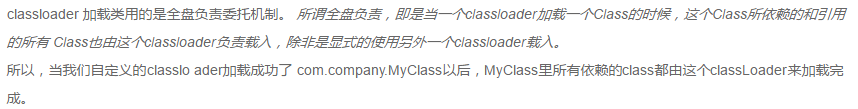 classloader 加载类用的是全盘负责委托机制。 所谓全盘负责，即是当一个classloader加载一个Class的时候，这个Class所依赖的和引用
的所有 Class也由这个classloader负责载入，除非是显式的使用另外一个classloader载入。
所以，当我们自定义的classlo ader加载成功了 com.company.MyClass以后，MyClass里所有依赖的class都由这个classLoader来加载完
成。